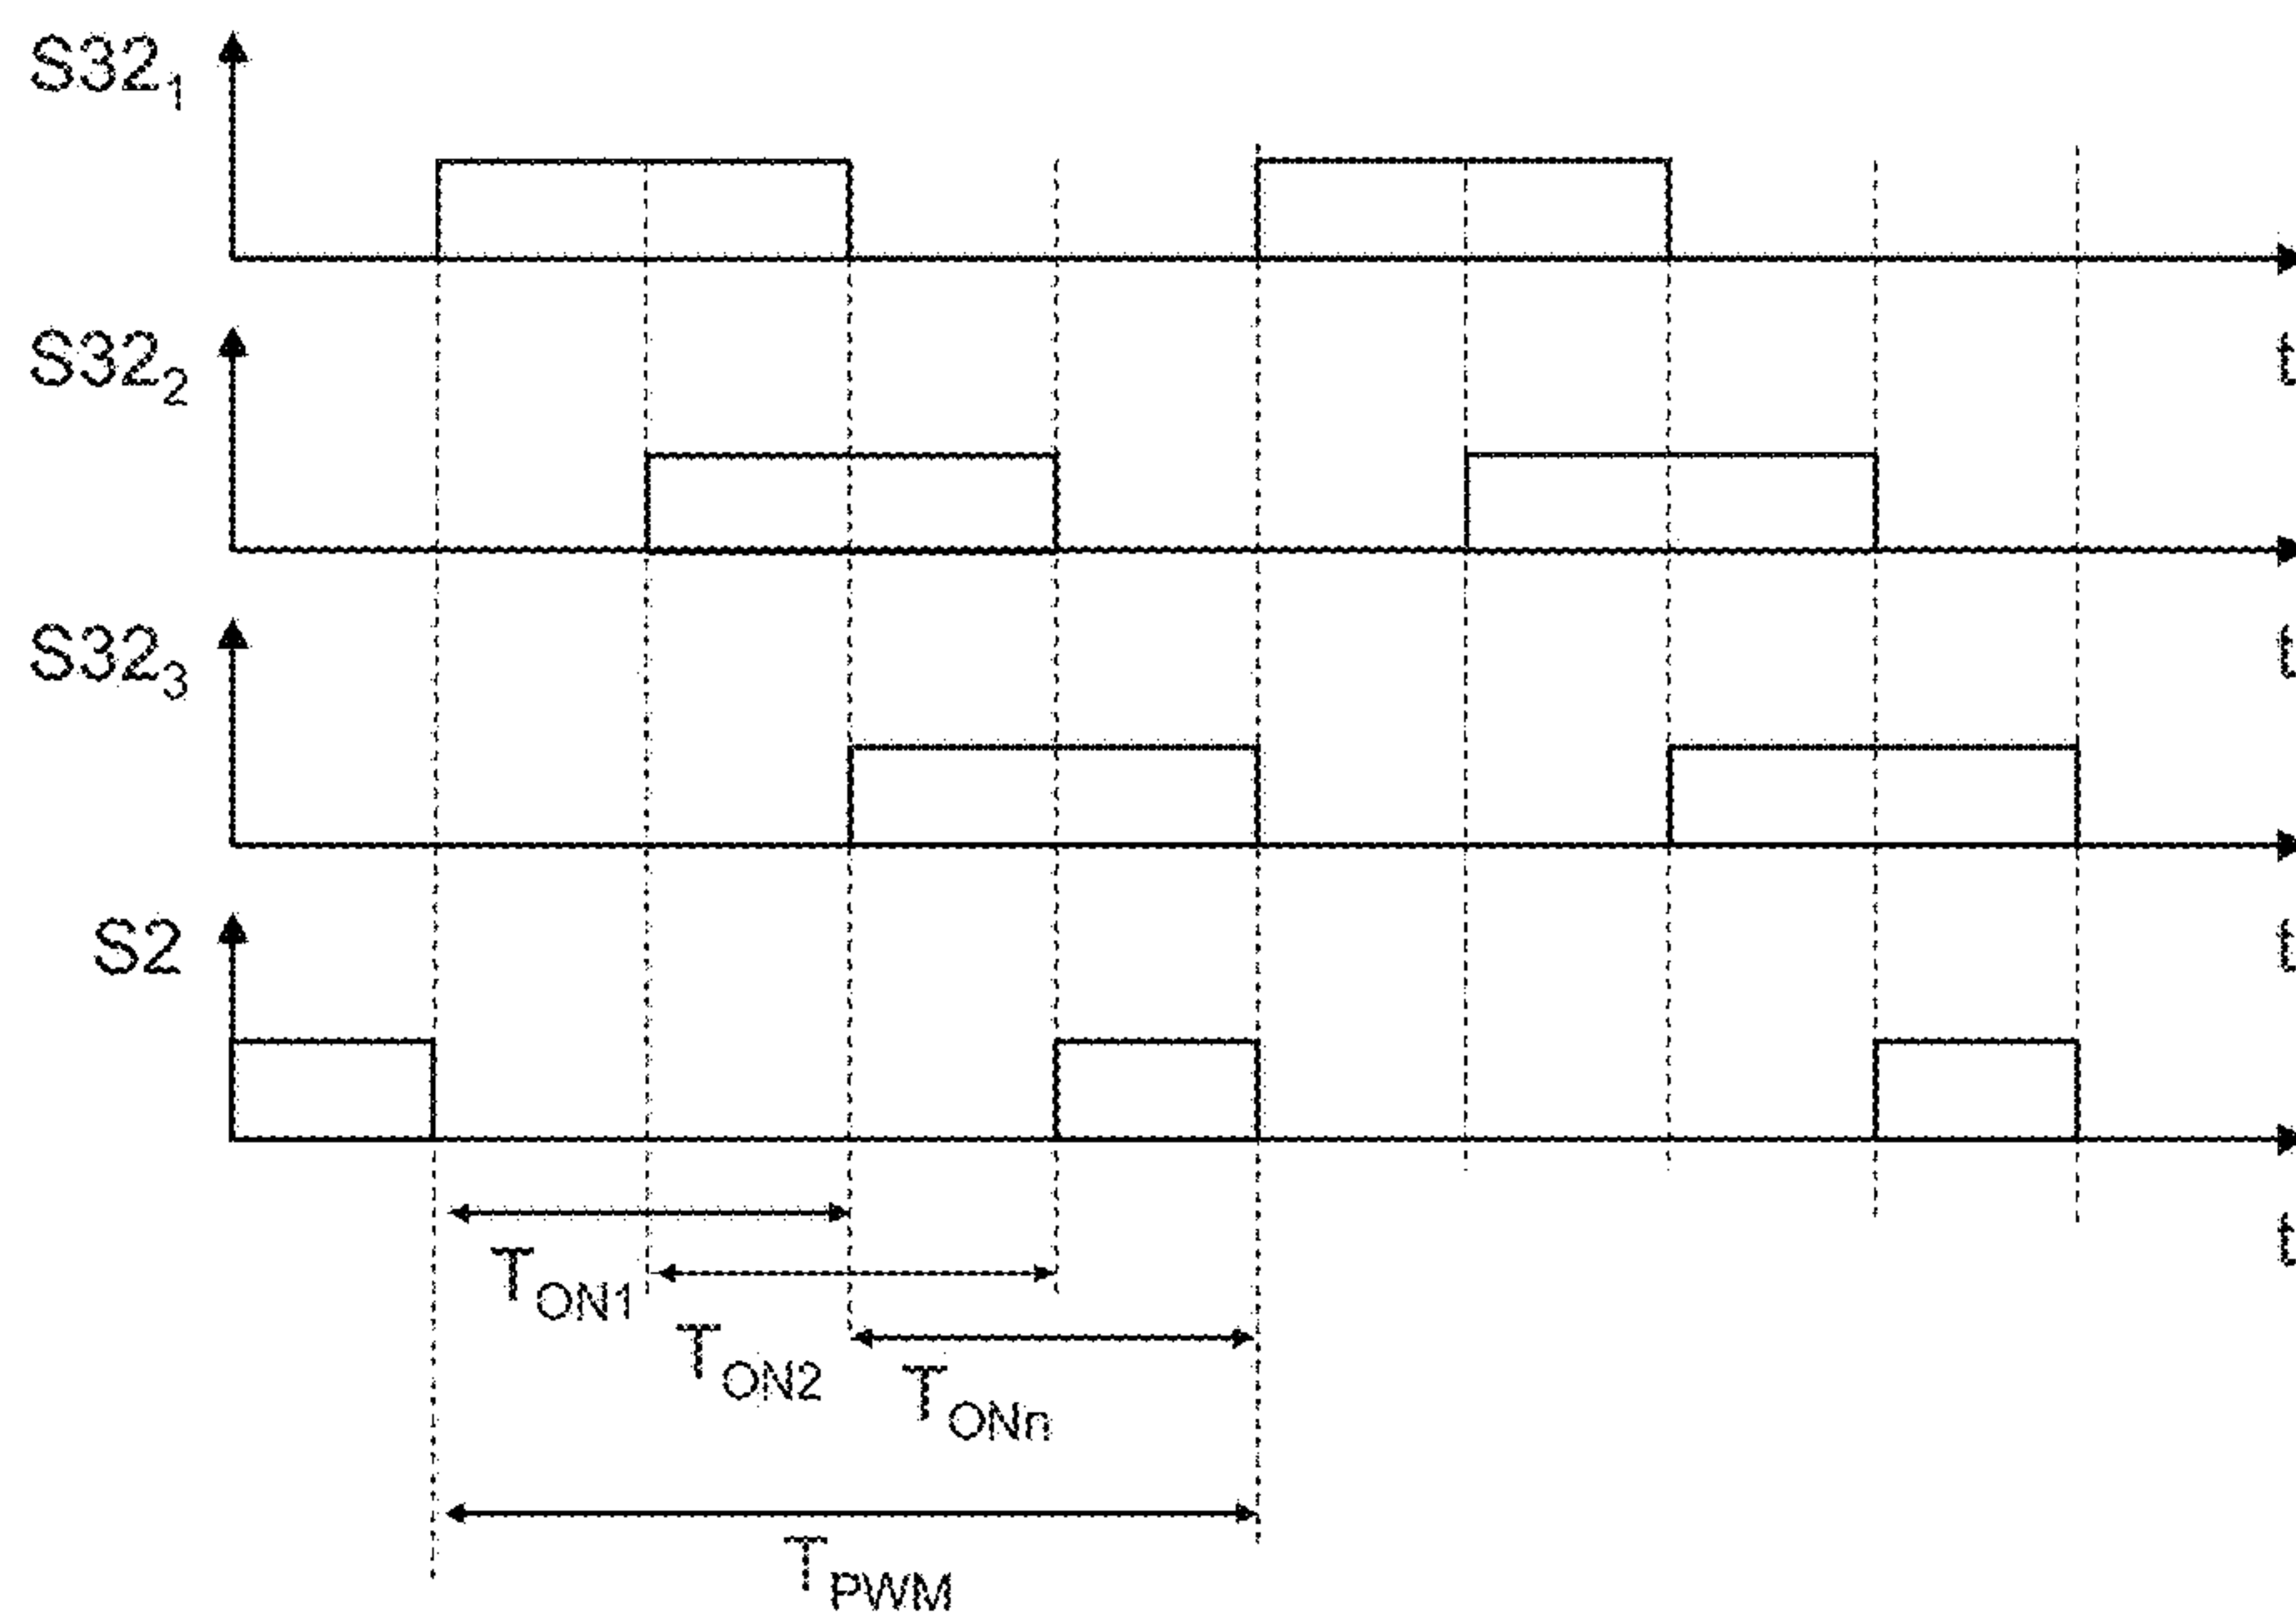 S32₁
t
S32₂
t
S32₃
t
S2
t
T_ON1
T_ON2
T_ONn
T_PWM